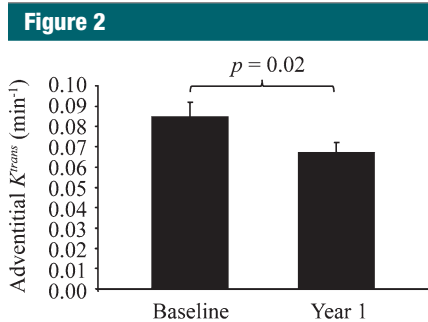 Figure 2
p = 0.02
Adventitial Ktrans (min-1)
0.10
0.09
0.08
0.07
0.06
0.05
0.04
0.03
0.02
0.01
0.00
Baseline Year 1